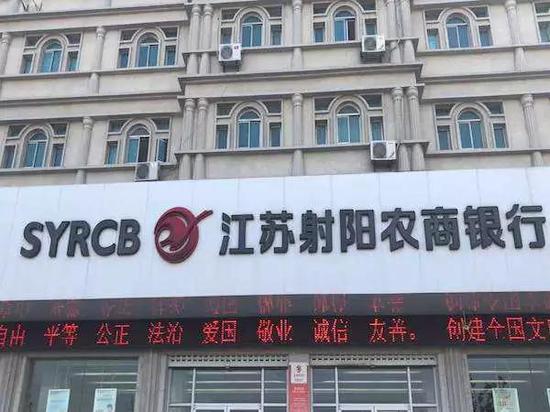 SYRCB 江苏射阳农商银行
自由 平等 公正 法治 爱国 敬业 诚信 友善。 创建全国文